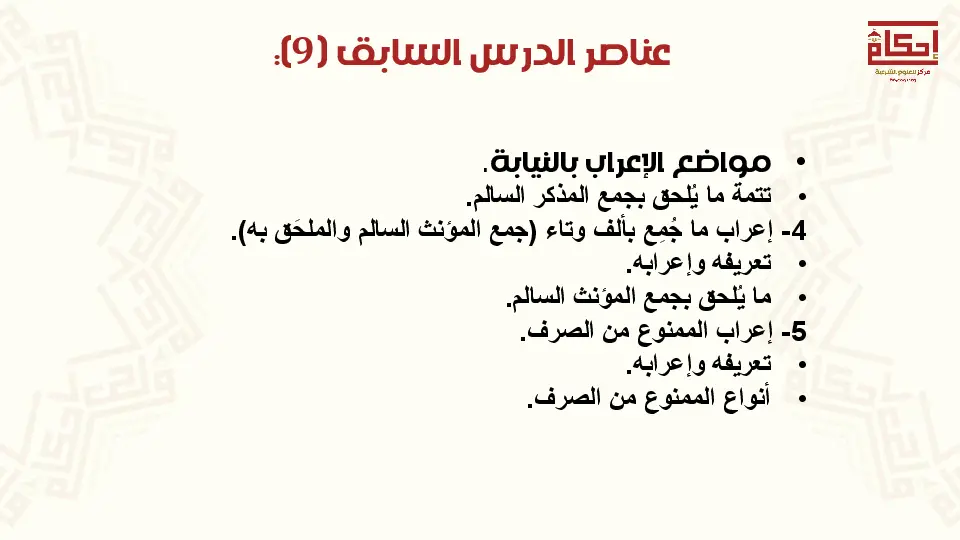 عناصر الدرس السابق (9):
إحكام
مركز للعلوم الشرعية
• مواضع الإعراب بالنيابة.
• تتمة ما يُلحق بجمع المذكر السالم.
4- إعراب ما جُمِع بألف وتاء (جمع المؤنث السالم والملحَق به).
• تعريفه وإعرابه.
• ما يُلحق بجمع المؤنث السالم.
5- إعراب الممنوع من الصرف.
• تعريفه وإعرابه.
• أنواع الممنوع من الصرف.